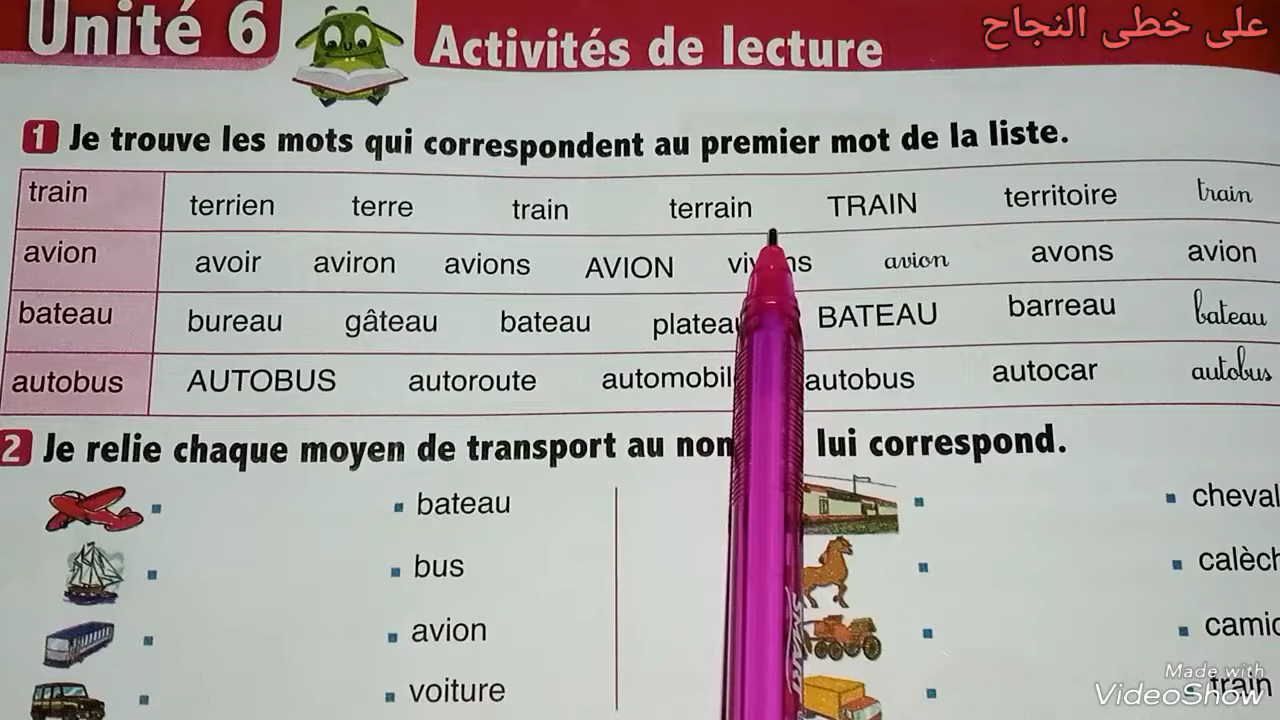 Unité 6
Activités de lecture
على خطى النجاح
1 Je trouve les mots qui correspondent au premier mot de la liste.
train terrien terre train terrain TRAIN territoire train
avion avoir aviron avions AVION avion avons avion
bateau bureau gâteau bateau BATEAU barreau bateau
autobus AUTOBUS autoroute autobus autocar autobus
2 Je relie chaque moyen de transport au lui correspond.
bateau cheval
bus
avion
voiture train
Made with
VideoShow